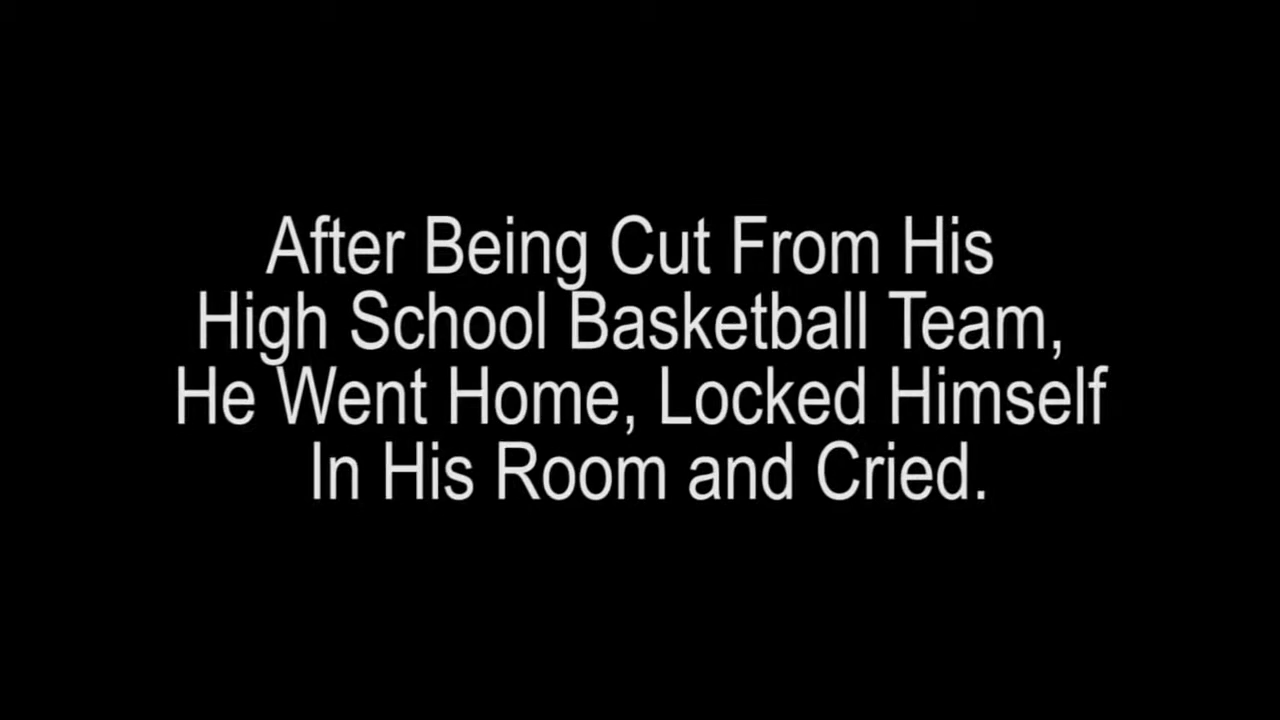 After Being Cut From His
High School Basketball Team,
He Went Home, Locked Himself
In His Room and Cried.